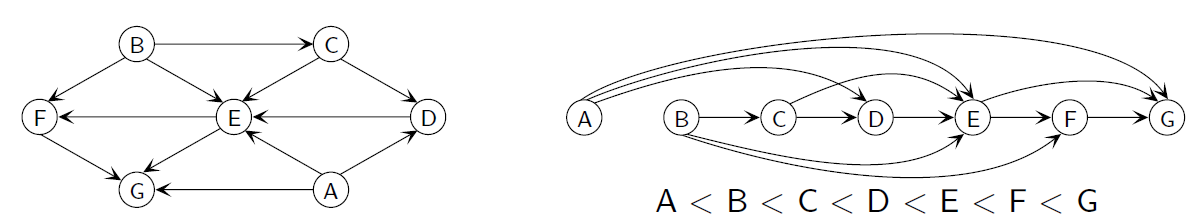 B C
F E D
G A
A B C D E F G
A < B < C < D < E < F < G